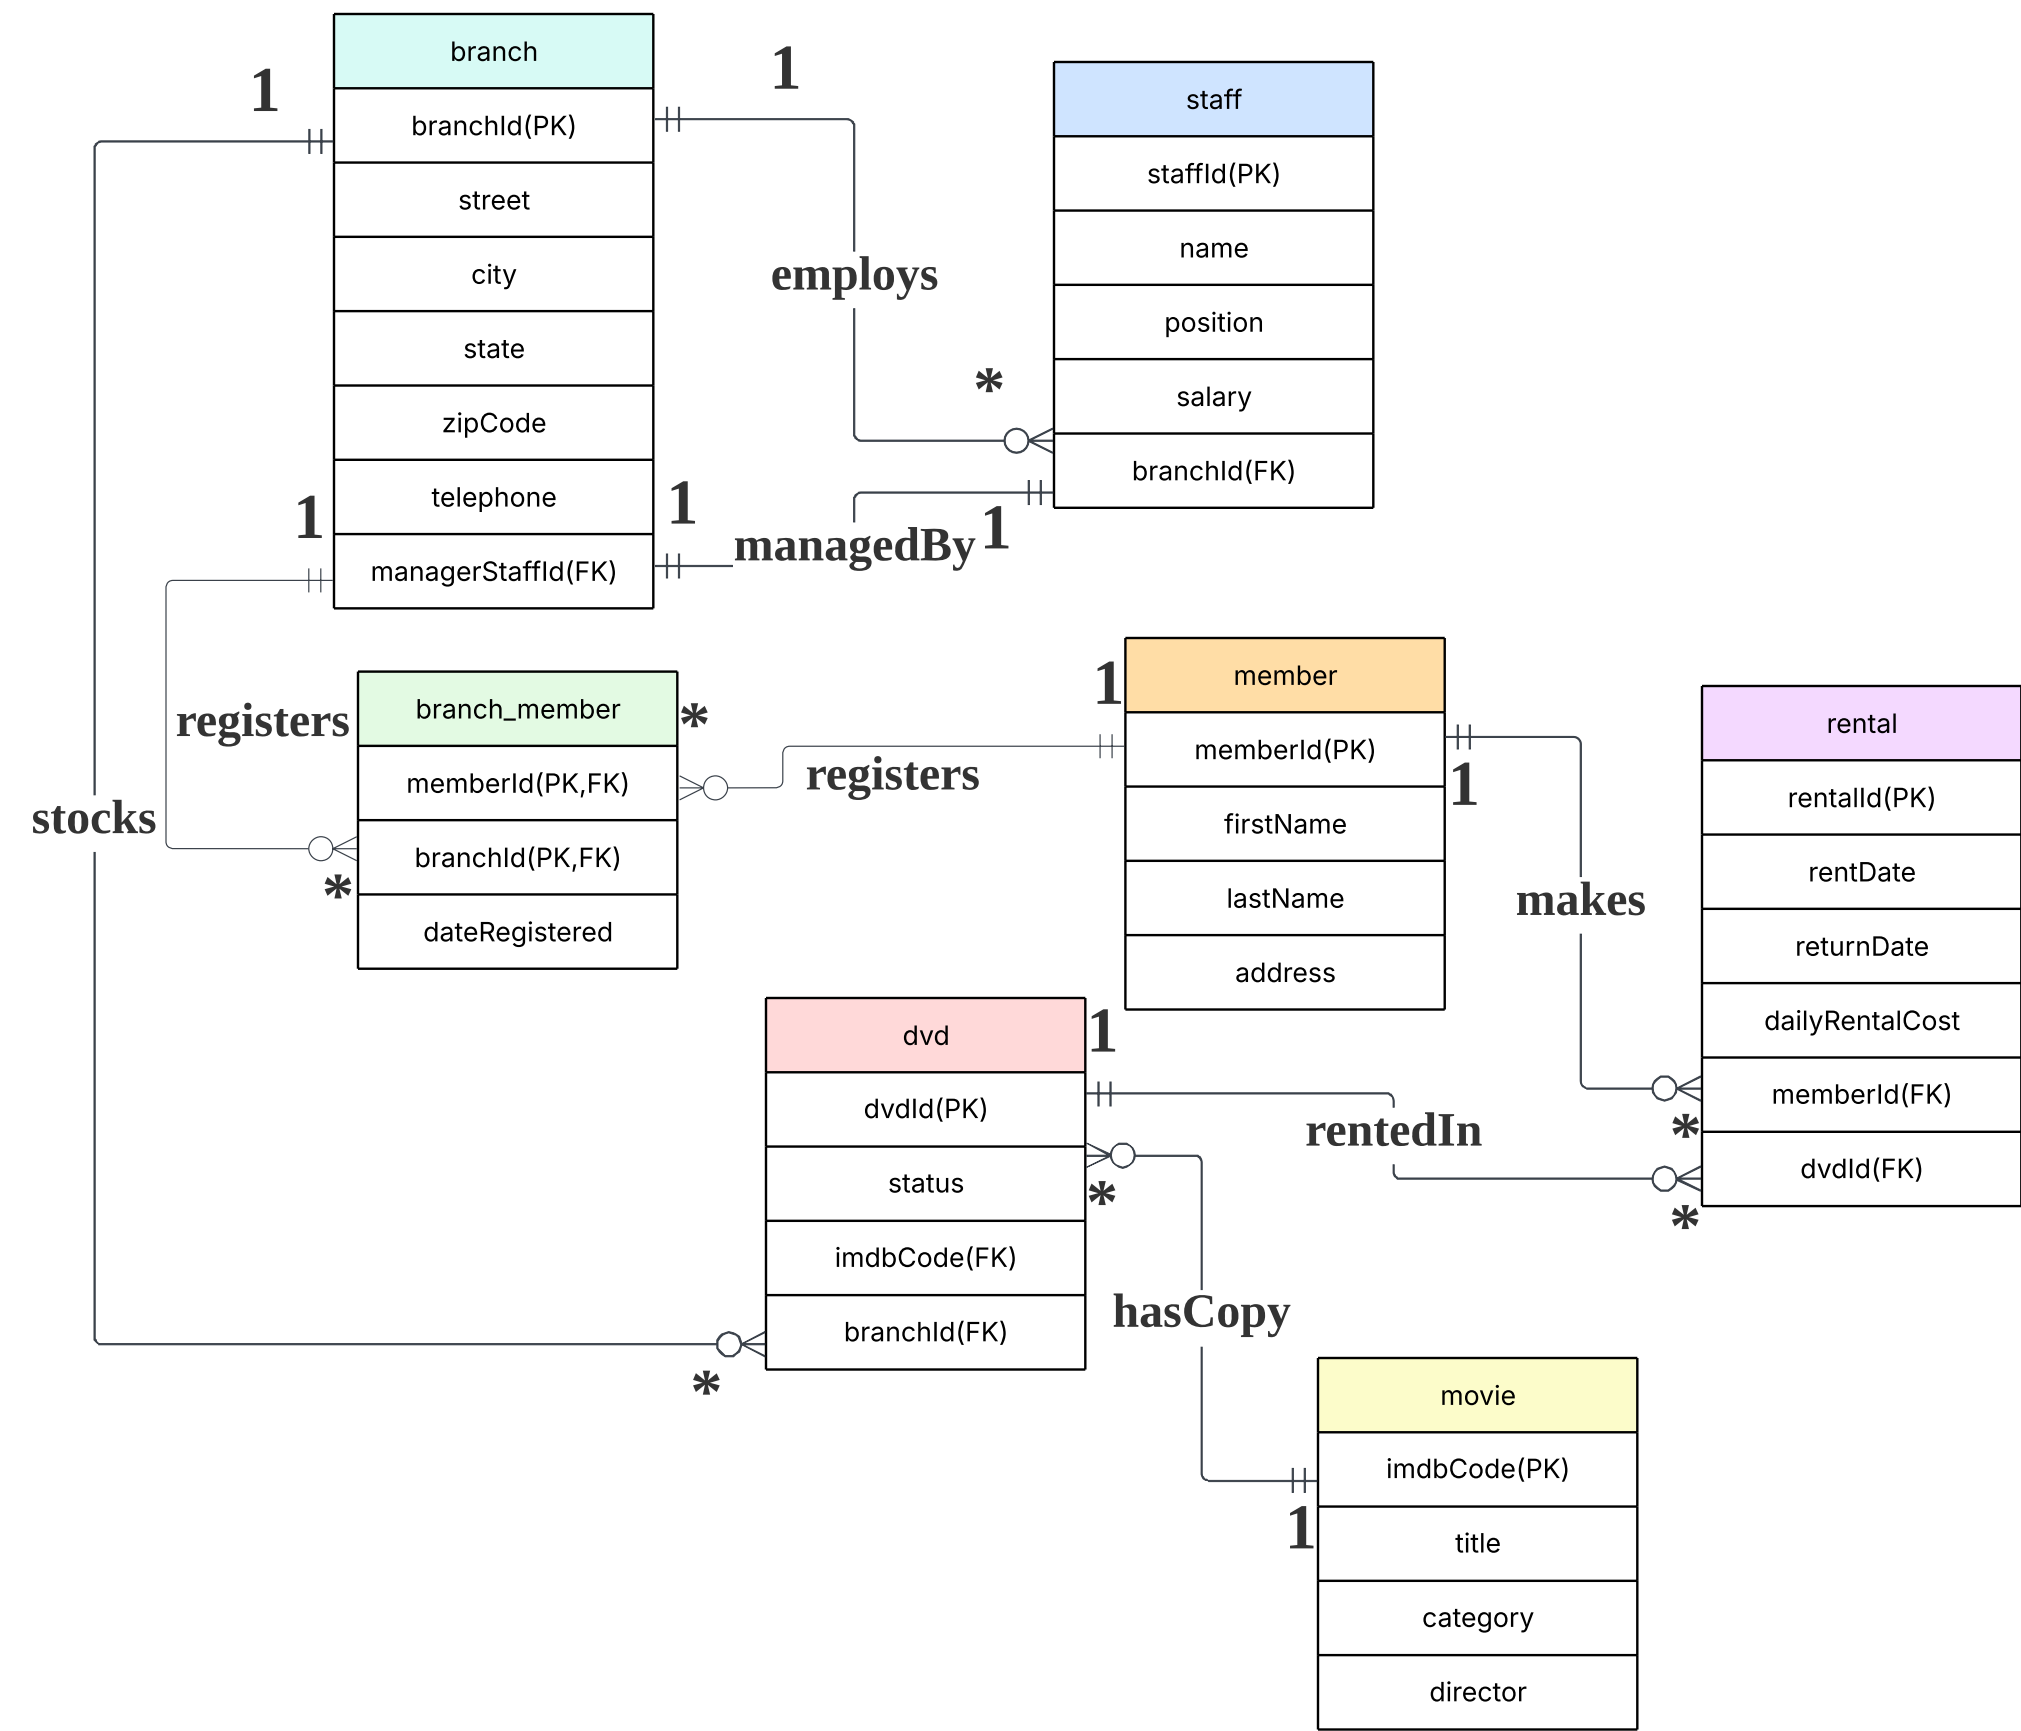 branch
branchId(PK)
street
city
state
zipCode
telephone
managerStaffId(FK)
1
1
1
1
employs
*
managedBy
1
staff
staffId(PK)
name
position
salary
branchId(FK)
registers
stocks
*
*
branch_member
memberId(PK,FK)
branchId(PK,FK)
dateRegistered
*
registers
1
member
memberId(PK)
firstName
lastName
address
1
makes
rental
rentalId(PK)
rentDate
returnDate
dailyRentalCost
memberId(FK)
dvdId(FK)
*
*
dvd
dvdId(PK)
status
imdbCode(FK)
branchId(FK)
1
rentedIn
*
hasCopy
1
movie
imdbCode(PK)
title
category
director